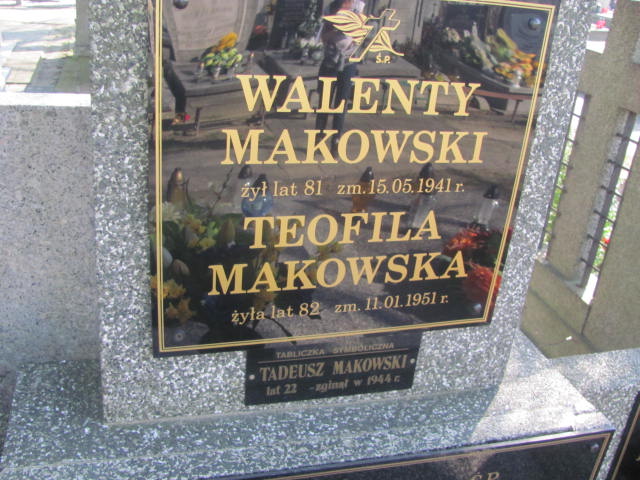 Ś.P.
WALENTY
MAKOWSKI
żył lat 81 zm. 15.05.1941 r.
TEOFILA
MAKOWSKA
żyła lat 82 zm. 11.01.1951 r.
TABLICZKA SYMBOLICZNA
TADEUSZ MAKOWSKI
lat 22 -zginął w 1944 r.
Ś.P.